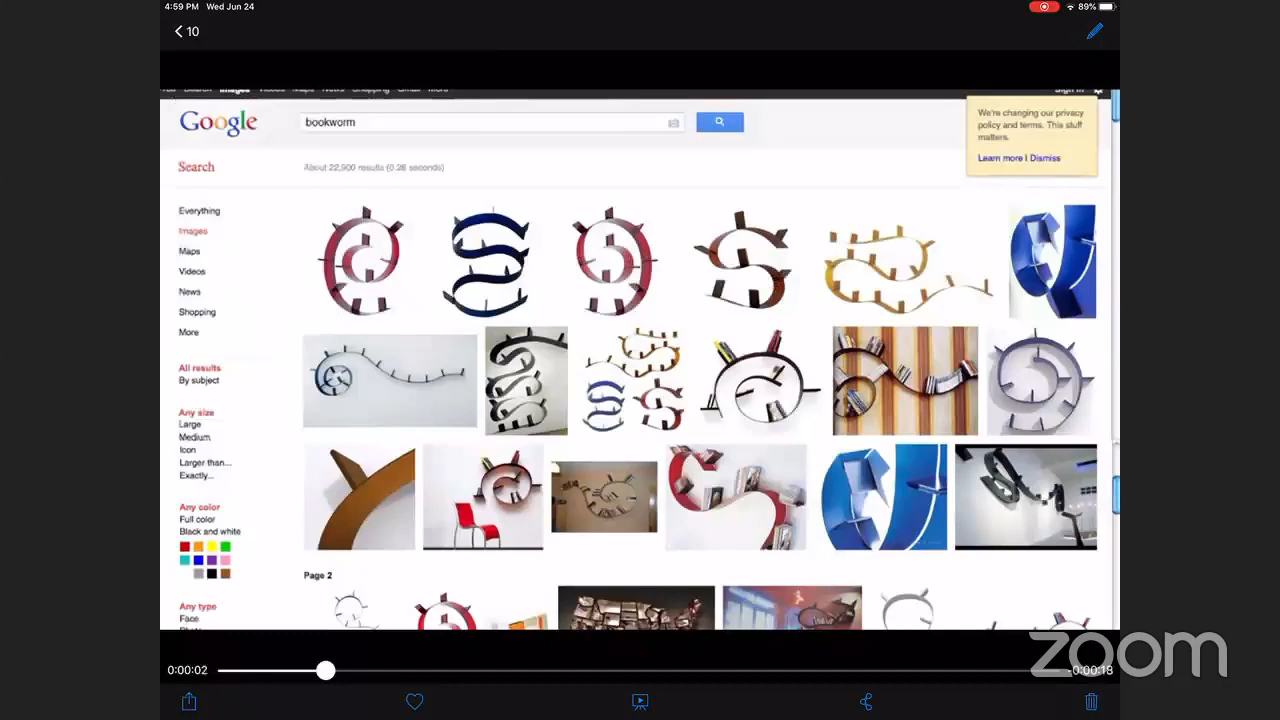 4:59 PM Wed Jun 24
89%
10
Images
Google
bookworm
We're changing our privacy
policy and terms. This stuff
matters.
Learn more | Dismiss
Search
About 22,900 results (0.26 seconds)
Everything
Images
Maps
Videos
News
Shopping
More
All results
By subject
Any size
Large
Medium
Icon
Larger than...
Exactly...
Any color
Full color
Black and white
Page 2
Any type
Face
0:00:02
-0:00:18
zoom